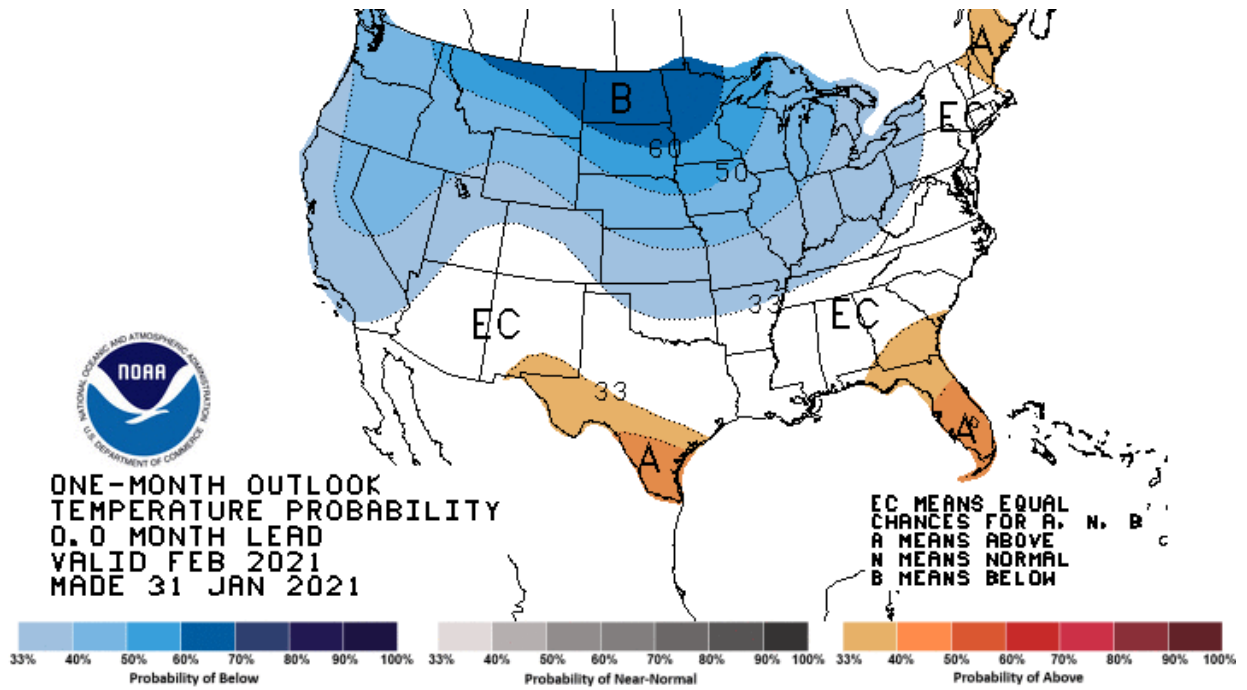 A
B
EC
60
50
33
EC
EC
33
A
A
NATIONAL OCEANIC AND ATMOSPHERIC ADMINISTRATION
NOAA
U.S. DEPARTMENT OF COMMERCE
ONE-MONTH OUTLOOK
TEMPERATURE PROBABILITY
0.0 MONTH LEAD
VALID FEB 2021
MADE 31 JAN 2021
EC MEANS EQUAL
CHANCES FOR A, N, B
A MEANS ABOVE
N MEANS NORMAL
B MEANS BELOW
33% 40% 50% 60% 70% 80% 90% 100%
Probability of Below
33% 40% 50% 60% 70% 80% 90% 100%
Probability of Near-Normal
33% 40% 50% 60% 70% 80% 90% 100%
Probability of Above